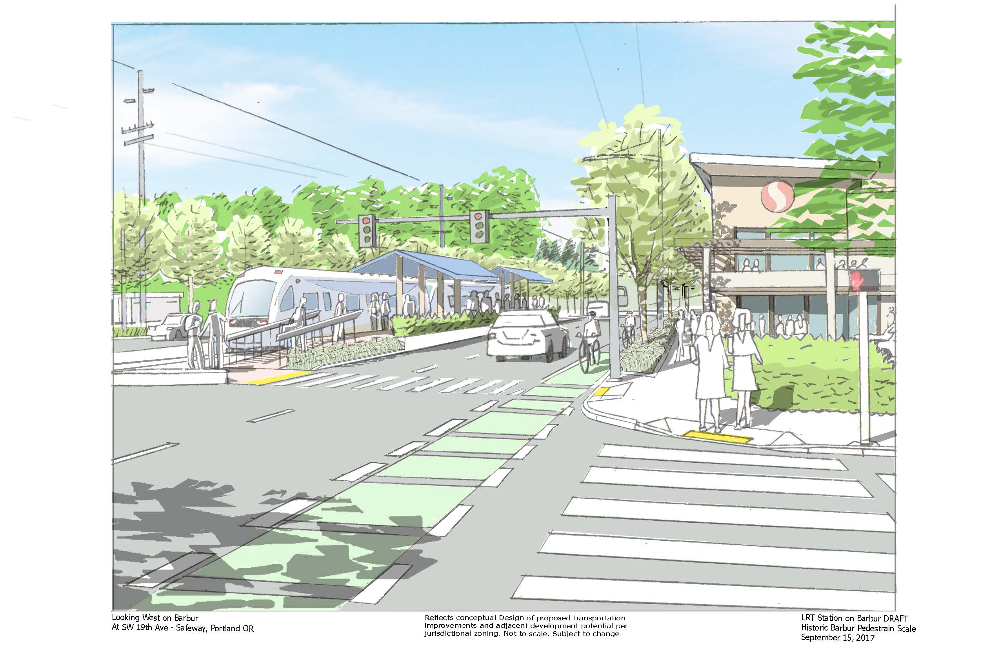 Looking West on Barbur
At SW 19th Ave - Safeway, Portland OR
Reflects conceptual Design of proposed transportation
improvements and adjacent development potential per
jurisdictional zoning. Not to scale. Subject to change
LRT Station on Barbur DRAFT
Historic Barbur Pedestrain Scale
September 15, 2017